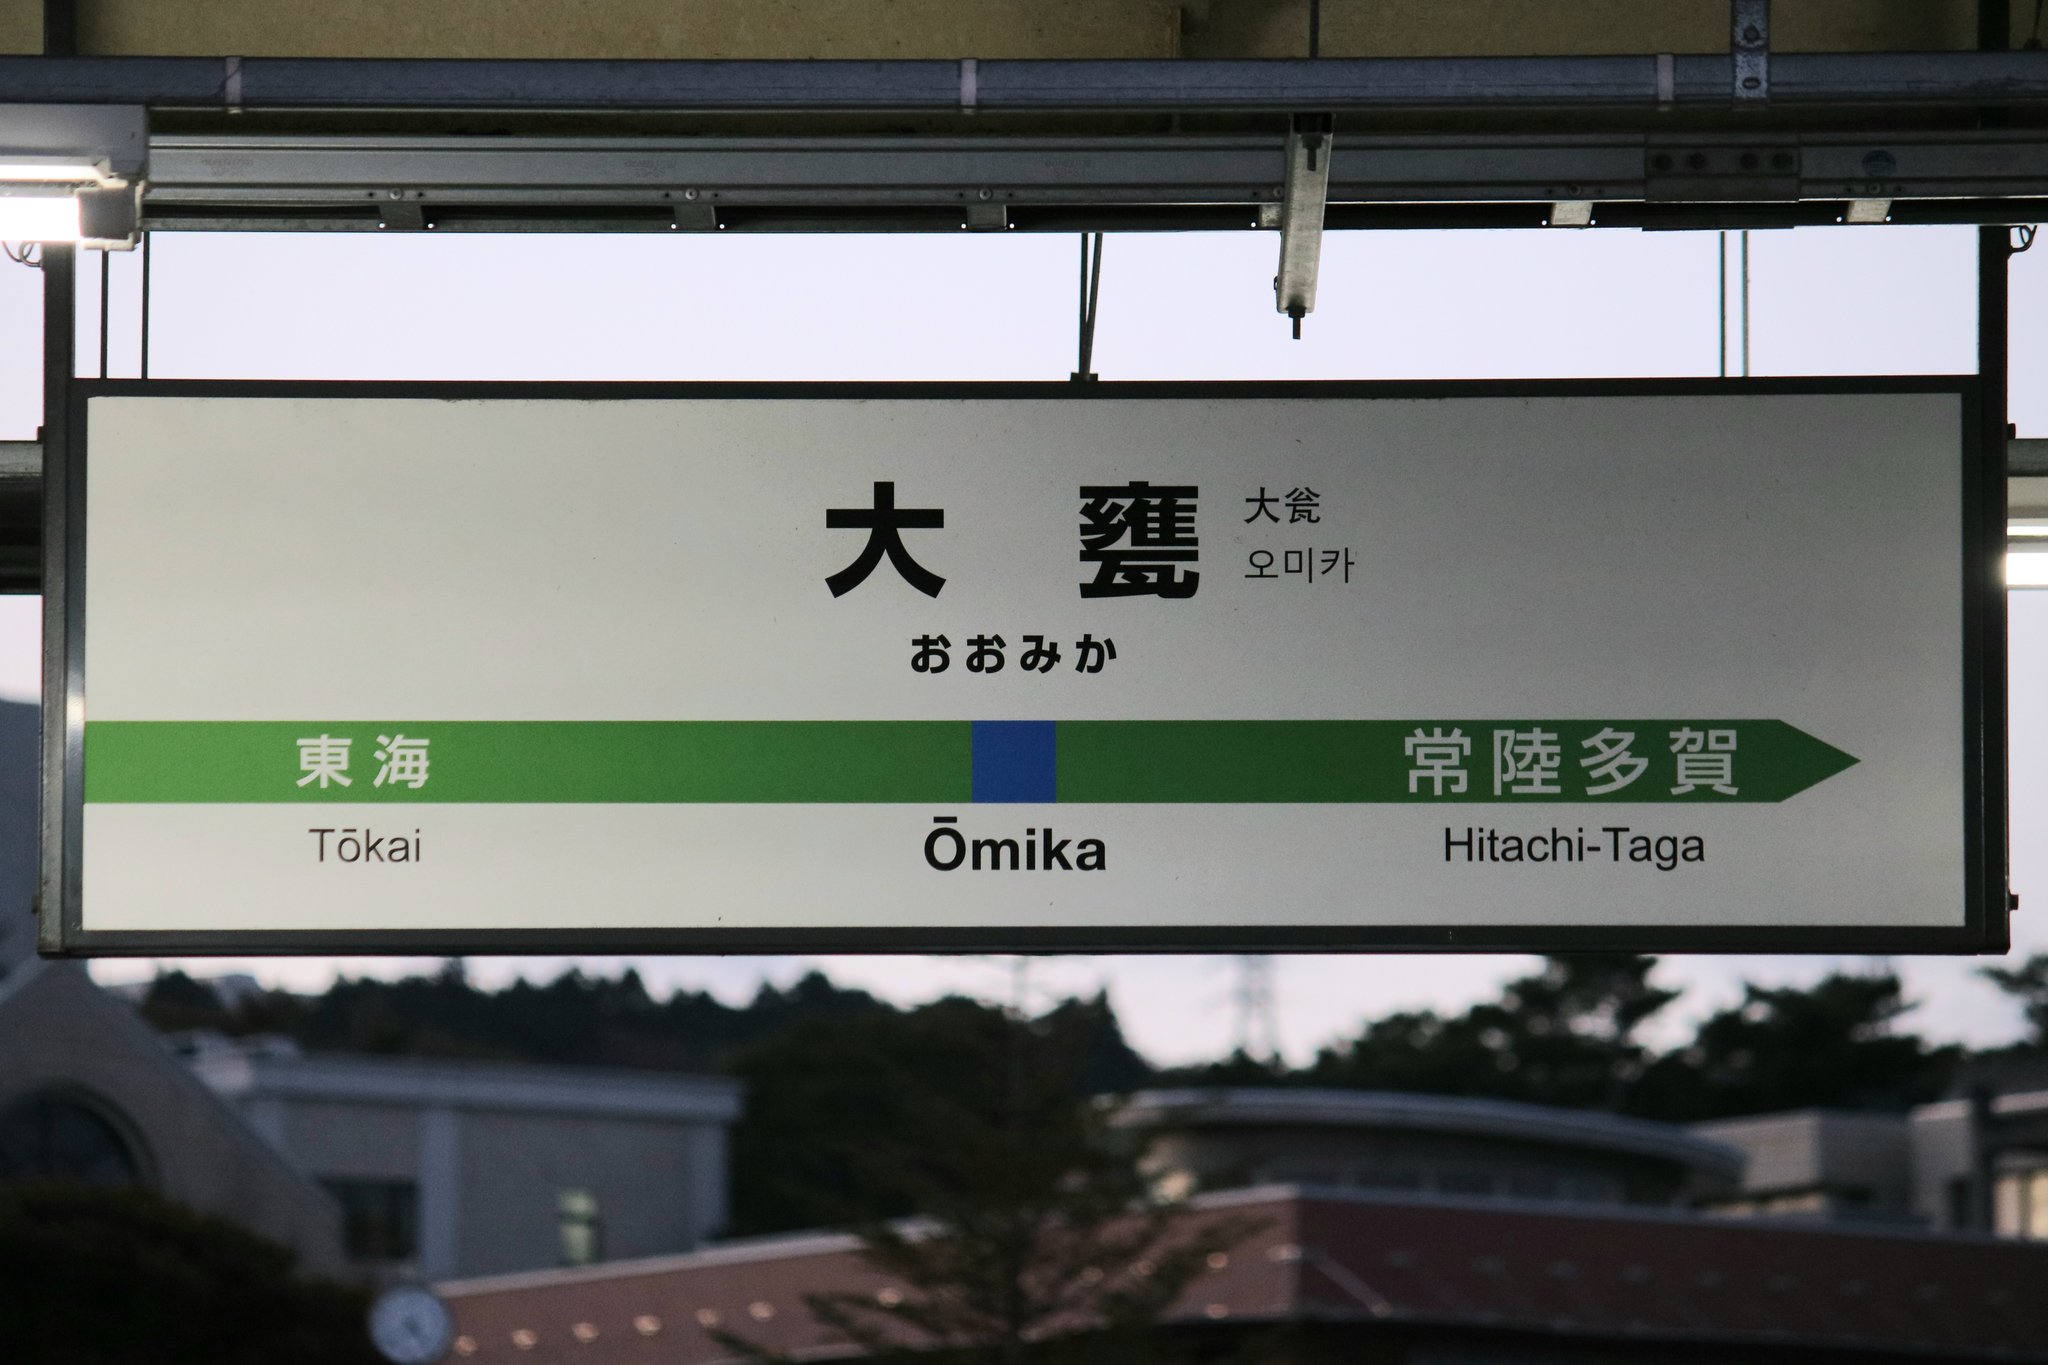 大甕
大瓮
오미카
おおみか
東海
常陸多賀
Tōkai
Ōmika
Hitachi-Taga